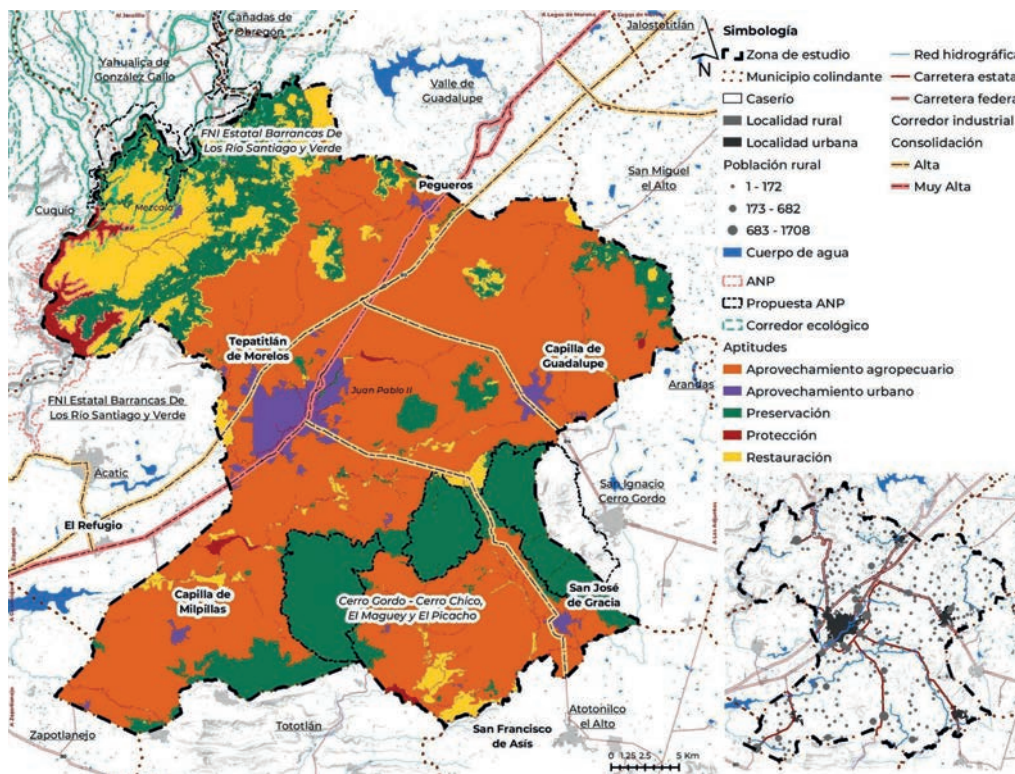 Cañadas de
Obregón
Jalostotitlán
Yahualica de
González Gallo
Valle de
Guadalupe
N
FNI Estatal Barrancas De
Los Río Santiago y Verde
San Miguel
el Alto
Pegueros
Cuquío
Mezcala
Tepatitlán
de Morelos
Capilla de
Guadalupe
Juan Pablo II
Arandas
FNI Estatal Barrancas De
Los Río Santiago y Verde
Acatic
San Ignacio
Cerro Gordo
El Refugio
Capilla de
Milpillas
San José
de Gracia
Cerro Gordo - Cerro Chico,
El Maguey y El Picacho
Zapotlanejo
Tototlán
San Francisco
de Asís
Atotonilco
el Alto
0 1.25 2.5 5 Km
Simbología
Zona de estudio
Municipio colindante
Caserío
Localidad rural
Localidad urbana
Población rural
1 - 172
173 - 682
683 - 1708
Cuerpo de agua
ANP
Propuesta ANP
Corredor ecológico
Aptitudes
Aprovechamiento agropecuario
Aprovechamiento urbano
Preservación
Protección
Restauración
Red hidrográfica
Carretera estata
Carretera federa
Corredor industrial
Consolidación
Alta
Muy Alta